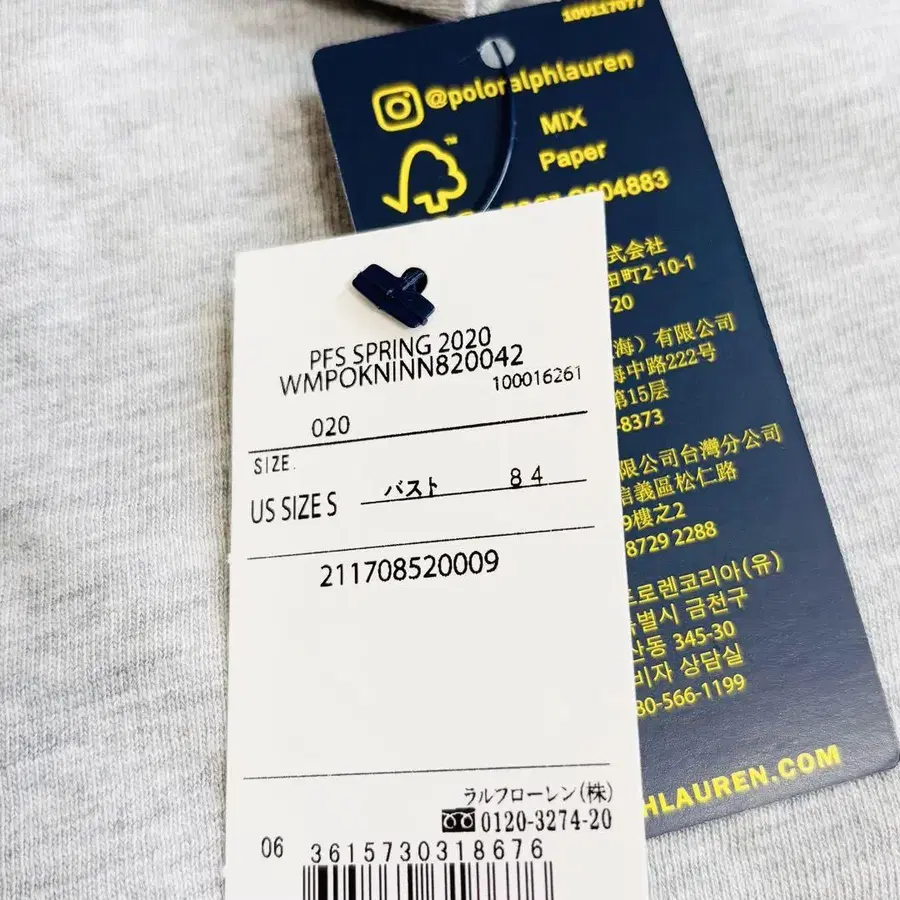 100117077
@poloralphlauren
MIX
Paper
004883
式会社
田町2-10-1
-20
海）有限公司
海中路222号
第15层
-8373
限公司台灣分公司
信義區松仁路
9樓之2
8729 2288
프로렌코리아(유)
특별시 금천구
산동 345-30
비자 상담실
80-566-1199
HLAUREN.COM
PFS SPRING 2020
WMPOKNINN820042
100016261
020
SIZE.
US SIZE S バスト 84
211708520009
ラルフローレン(株)
0120-3274-20
06 3615730318676